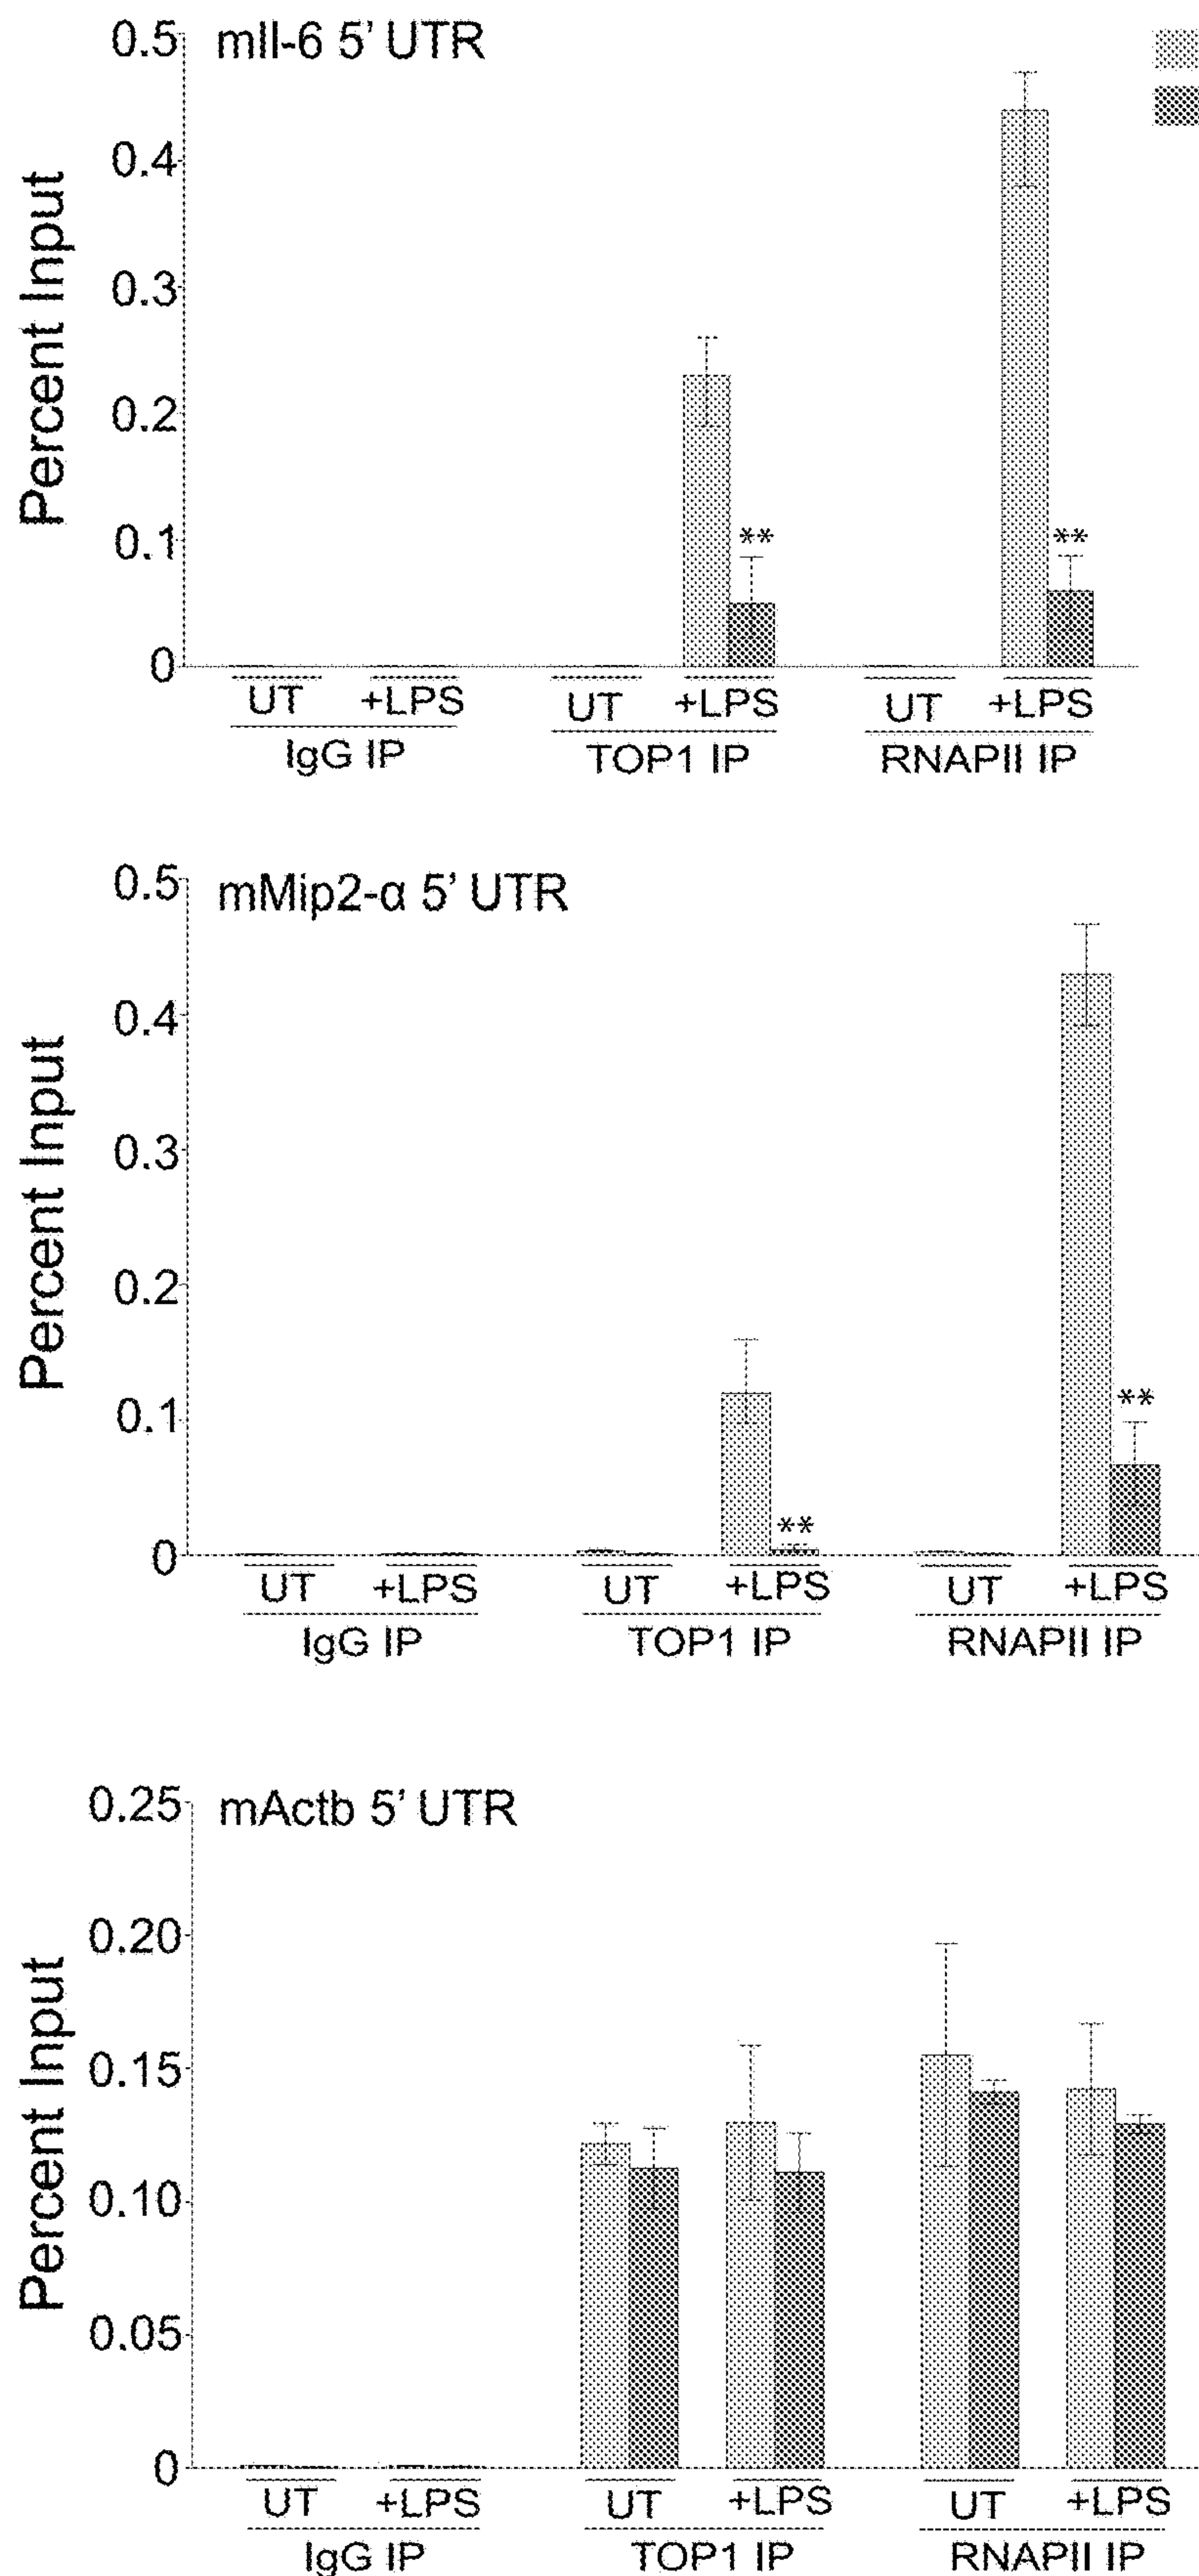 mIl-6 5’ UTR
Percent Input
0.5
0.4
0.3
0.2
0.1
0
**
**
UT +LPS UT +LPS UT +LPS
IgG IP TOP1 IP RNAPII IP
mMip2-α 5’ UTR
Percent Input
0.5
0.4
0.3
0.2
0.1
0
**
**
UT +LPS UT +LPS UT +LPS
IgG IP TOP1 IP RNAPII IP
mActb 5’ UTR
Percent Input
0.25
0.20
0.15
0.10
0.05
0
UT +LPS UT +LPS UT +LPS
IgG IP TOP1 IP RNAPII IP